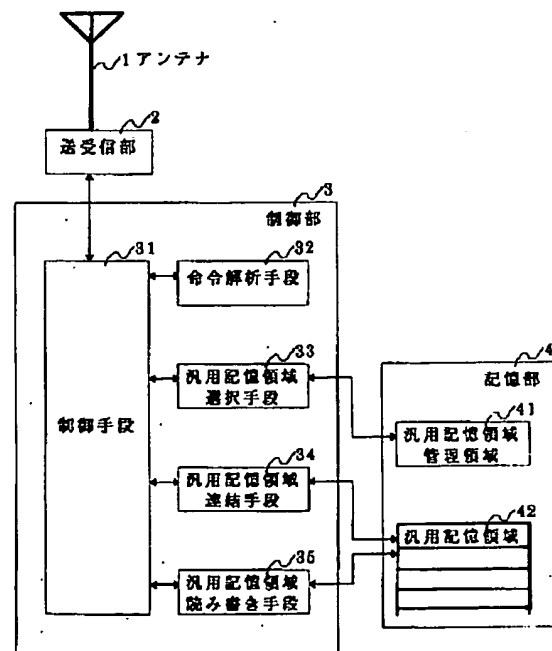 1 アンテナ
2
送受信部
3
制御部
31
制御手段
32
命令解析手段
33
汎用記憶領域
選択手段
34
汎用記憶領域
連結手段
35
汎用記憶領域
読み書き手段
4
記憶部
41
汎用記憶領域
管理領域
42
汎用記憶領域